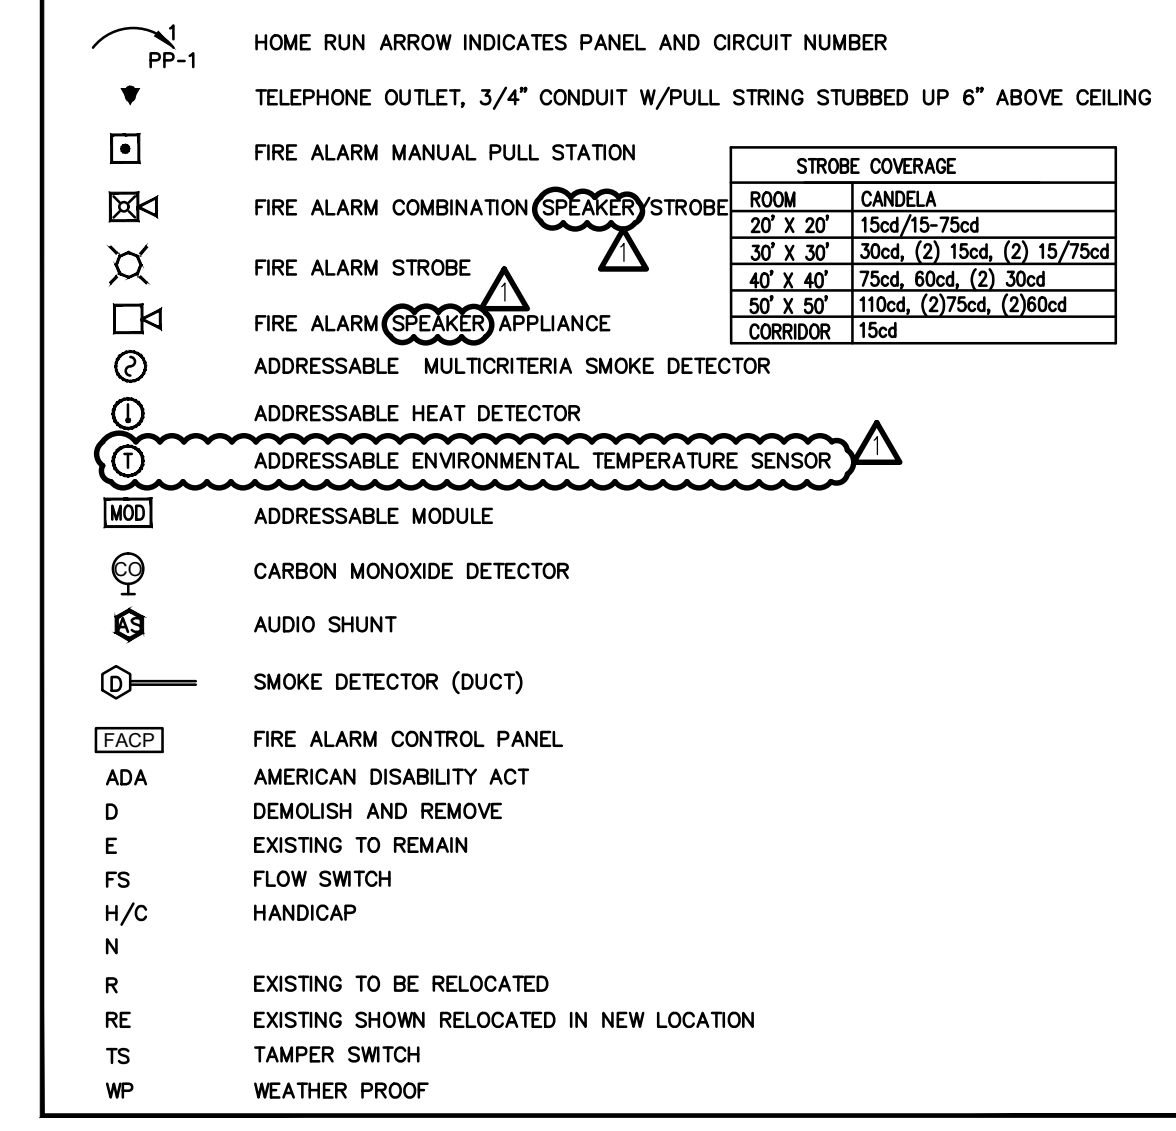 1
PP-1 HOME RUN ARROW INDICATES PANEL AND CIRCUIT NUMBER
TELEPHONE OUTLET, 3/4" CONDUIT W/PULL STRING STUBBED UP 6" ABOVE CEILING
FIRE ALARM MANUAL PULL STATION
FIRE ALARM COMBINATION SPEAKER/STROBE
1
FIRE ALARM STROBE
1
FIRE ALARM SPEAKER APPLIANCE
STROBE COVERAGE
ROOM CANDELA
20' X 20' 15cd/15-75cd
30' X 30' 30cd, (2) 15cd, (2) 15/75cd
40' X 40' 75cd, 60cd, (2) 30cd
50' X 50' 110cd, (2)75cd, (2)60cd
CORRIDOR 15cd
ADDRESSABLE MULTICRITERIA SMOKE DETECTOR
ADDRESSABLE HEAT DETECTOR
T ADDRESSABLE ENVIRONMENTAL TEMPERATURE SENSOR 1
MOD ADDRESSABLE MODULE
CO CARBON MONOXIDE DETECTOR
AS AUDIO SHUNT
D SMOKE DETECTOR (DUCT)
FACP FIRE ALARM CONTROL PANEL
ADA AMERICAN DISABILITY ACT
D DEMOLISH AND REMOVE
E EXISTING TO REMAIN
FS FLOW SWITCH
H/C HANDICAP
N
R EXISTING TO BE RELOCATED
RE EXISTING SHOWN RELOCATED IN NEW LOCATION
TS TAMPER SWITCH
WP WEATHER PROOF